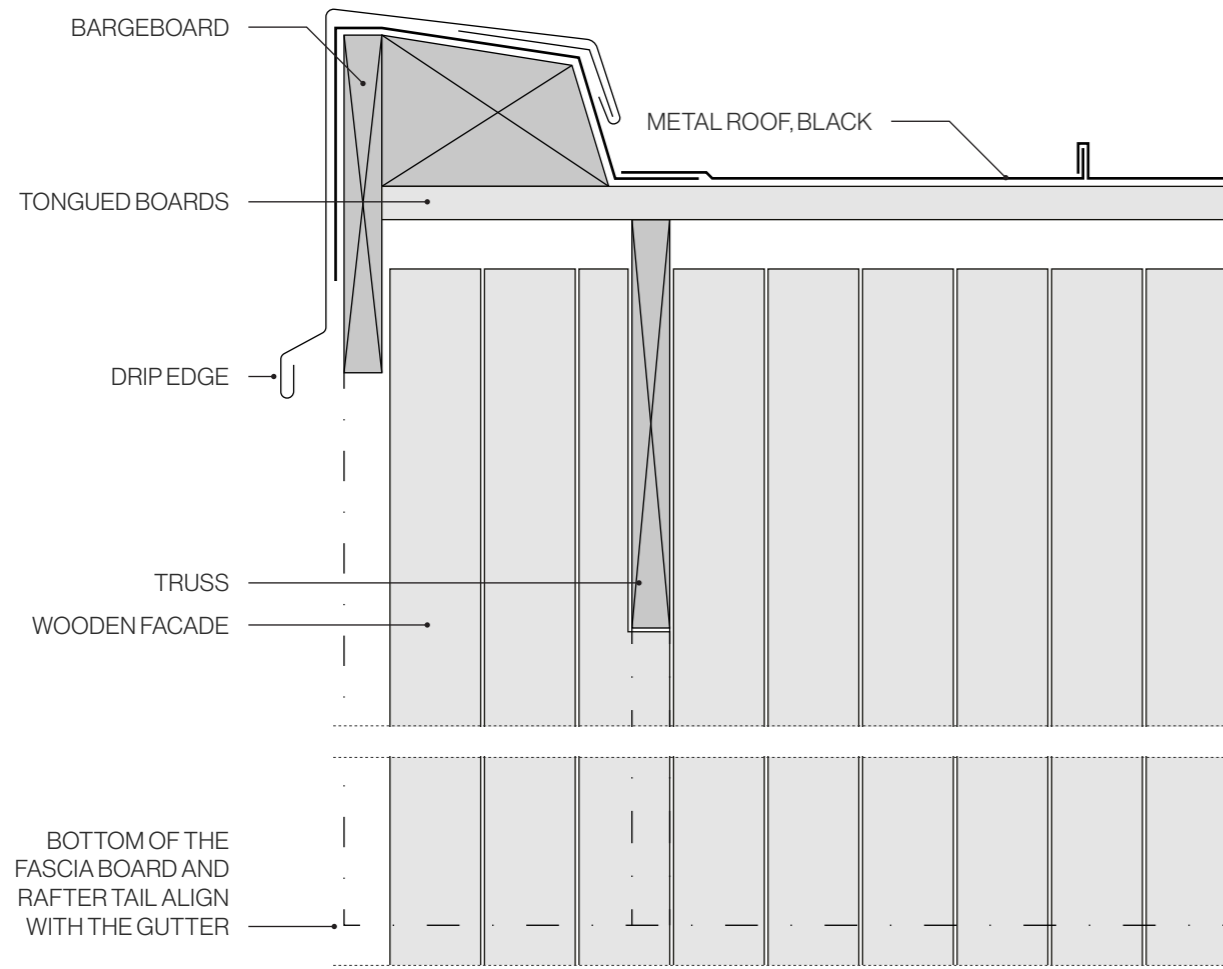 BARGEBOARD
METAL ROOF, BLACK
TONGUED BOARDS
DRIP EDGE
TRUSS
WOODEN FACADE
BOTTOM OF THE
FASCIA BOARD AND
RAFTER TAIL ALIGN
WITH THE GUTTER